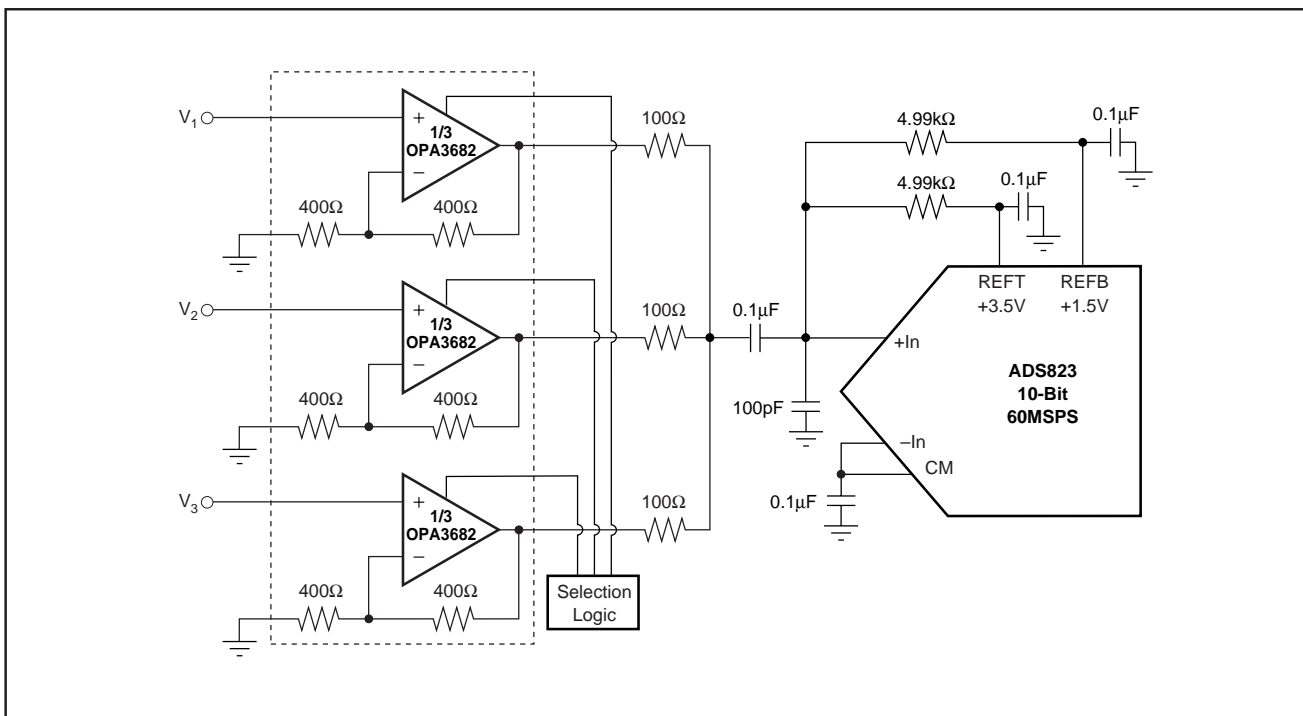 V1
+
1/3
OPA3682
−
400Ω
400Ω
100Ω
V2
+
1/3
OPA3682
−
400Ω
400Ω
100Ω
V3
+
1/3
OPA3682
−
400Ω
400Ω
100Ω
Selection
Logic
0.1µF
100pF
4.99kΩ
0.1µF
4.99kΩ
0.1µF
REFT
+3.5V
REFB
+1.5V
+In
ADS823
10-Bit
60MSPS
–In
CM
0.1µF